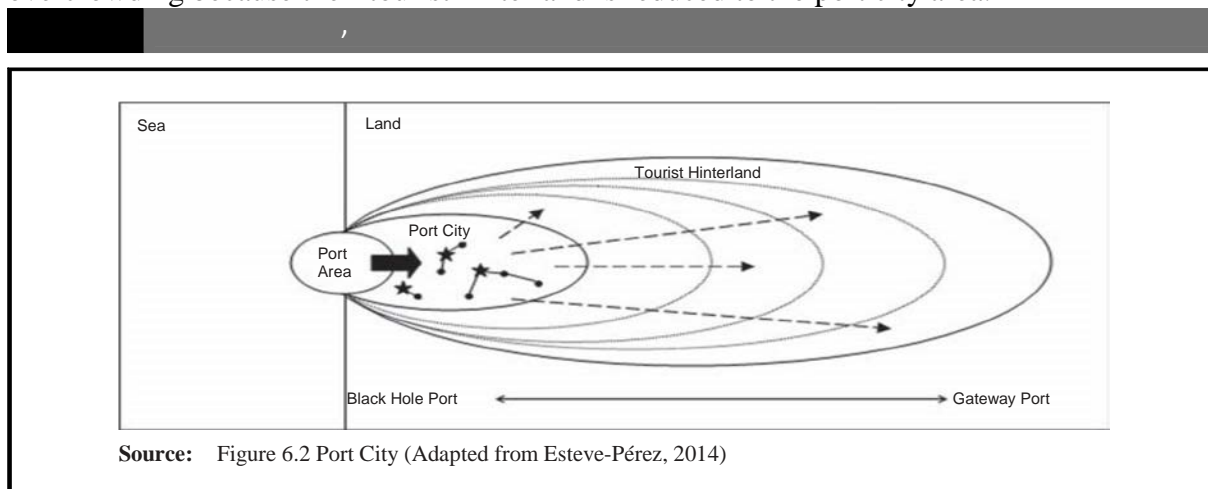 Sea
Land
Tourist Hinterland
Port City
Port
Area
Black Hole Port
Gateway Port
Source: Figure 6.2 Port City (Adapted from Esteve-Pérez, 2014)